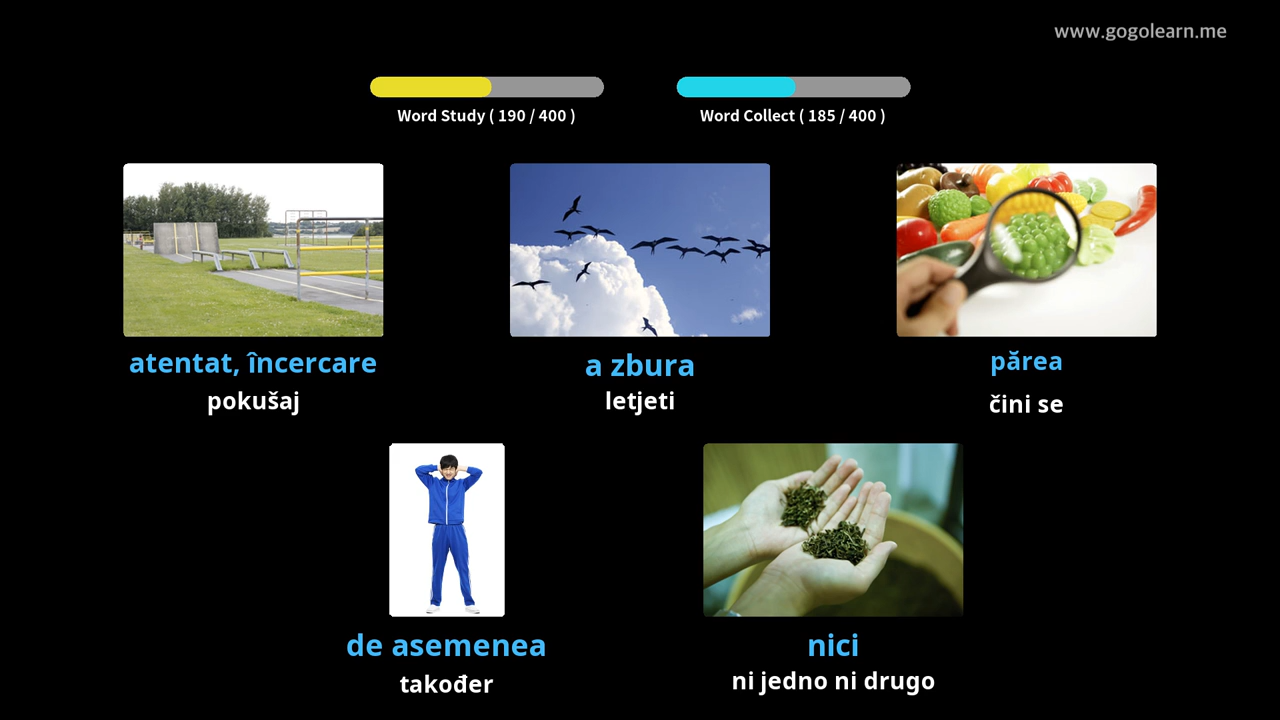 www.gogolearn.me
Word Study ( 190 / 400 )
Word Collect ( 185 / 400 )
atentat, încercare
pokušaj
a zbura
letjeti
părea
čini se
de asemenea
također
nici
ni jedno ni drugo